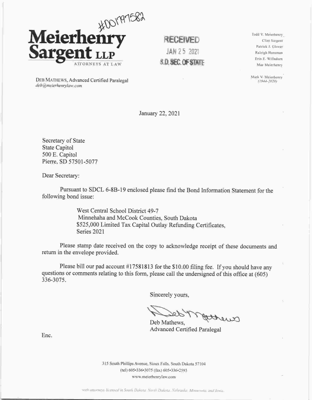 #00197582
Meierhenry
Sargent LLP
ATTORNEYS AT LAW
RECEIVED
JAN 25 2021
S.D. SEC. OF STATE
Todd V. Meierhenry
Clint Sargent
Patrick J. Glover
Raleigh Hansman
Erin E. Willadsen
Mae Meierhenry
Mark V. Meierhenry
(1944-2020)
DEB MATHEWS, Advanced Certified Paralegal
deb@meierhenrylaw.com
January 22, 2021
Secretary of State
State Capitol
500 E. Capitol
Pierre, SD 57501-5077
Dear Secretary:
Pursuant to SDCL 6-8B-19 enclosed please find the Bond Information Statement for
the following bond issue:
West Central School District 49-7
Minnehaha and McCook Counties, South Dakota
$525,000 Limited Tax Capital Outlay Refunding Certificates,
Series 2021
Please stamp date received on the copy to acknowledge receipt of these documents and
return in the envelope provided.
Please bill our pad account #17581813 for the $10.00 filing fee. If you should have any
questions or comments relating to this form, please call the undersigned of this office at (605)
336-3075.
Sincerely yours,
Deb Mathews
Deb Mathews,
Advanced Certified Paralegal
Enc.
315 South Phillips Avenue, Sioux Falls, South Dakota 57104
(tel) 605•336•3075 (fax) 605•336•2593
www.meierhenrylaw.com